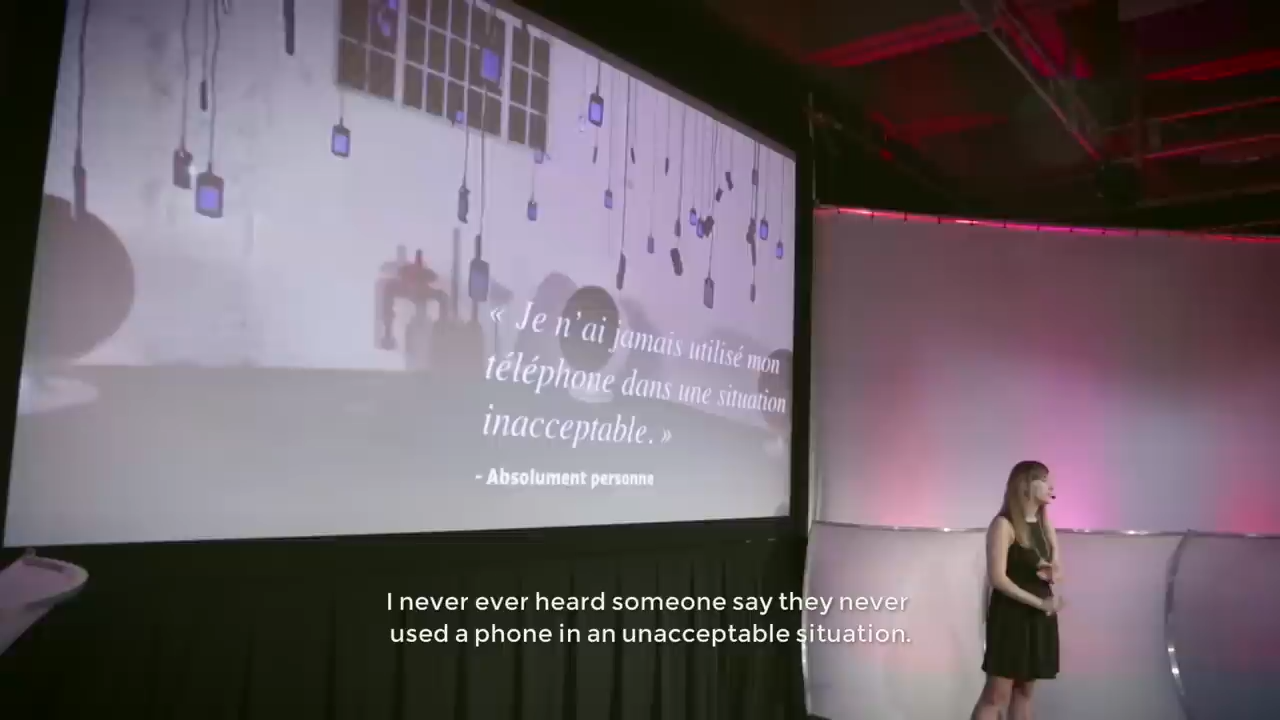 « Je n'ai jamais utilisé mon
téléphone dans une situation
inacceptable. »
- Absolument personne
I never ever heard someone say they never
used a phone in an unacceptable situation.